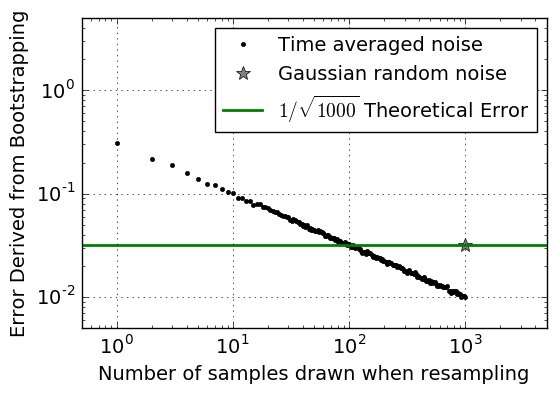 Time averaged noise
Gaussian random noise
1/√1000 Theoretical Error
Error Derived from Bootstrapping
10⁰
10⁻¹
10⁻²
10⁰ 10¹ 10² 10³
Number of samples drawn when resampling